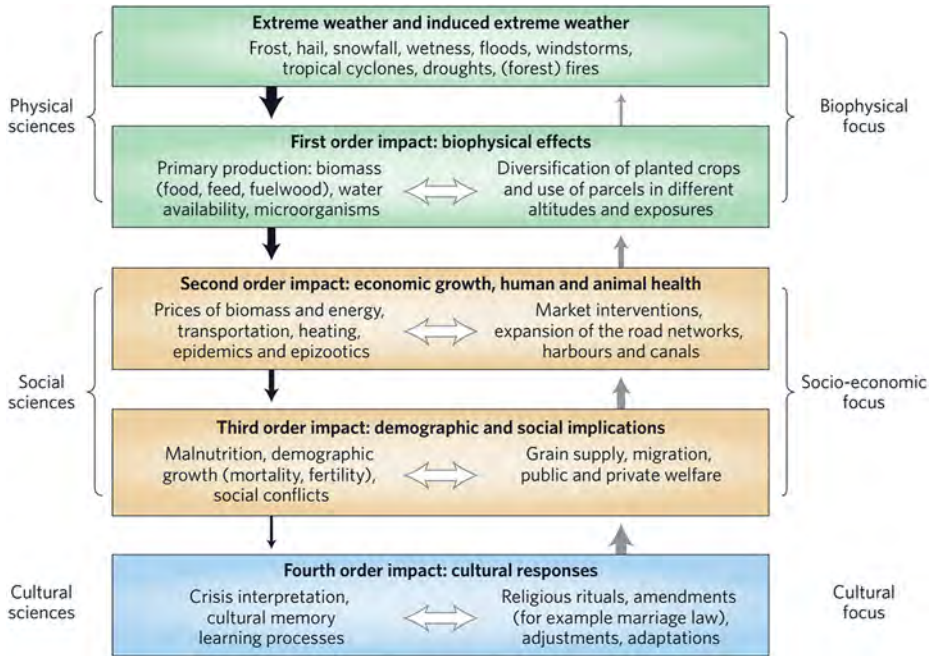 Extreme weather and induced extreme weather
Frost, hail, snowfall, wetness, floods, windstorms,
tropical cyclones, droughts, (forest) fires
Physical
sciences
Biophysical
focus
First order impact: biophysical effects
Primary production: biomass
(food, feed, fuelwood), water
availability, microorganisms
Diversification of planted crops
and use of parcels in different
altitudes and exposures
Second order impact: economic growth, human and animal health
Prices of biomass and energy,
transportation, heating,
epidemics and epizootics
Market interventions,
expansion of the road networks,
harbours and canals
Social
sciences
Socio-economic
focus
Third order impact: demographic and social implications
Malnutrition, demographic
growth (mortality, fertility),
social conflicts
Grain supply, migration,
public and private welfare
Fourth order impact: cultural responses
Cultural
sciences
Crisis interpretation,
cultural memory
learning processes
Religious rituals, amendments
(for example marriage law),
adjustments, adaptations
Cultural
focus